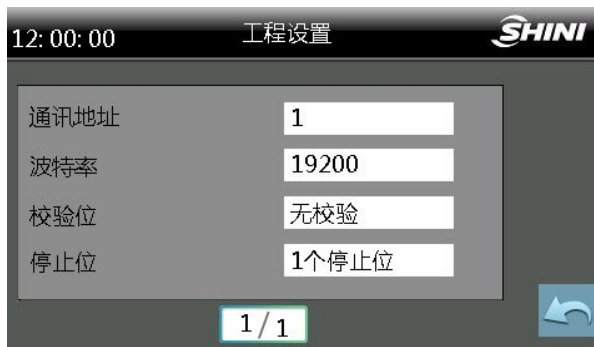 12:00:00 工程设置 SHINI
通讯地址 1
波特率 19200
校验位 无校验
停止位 1个停止位
1/1